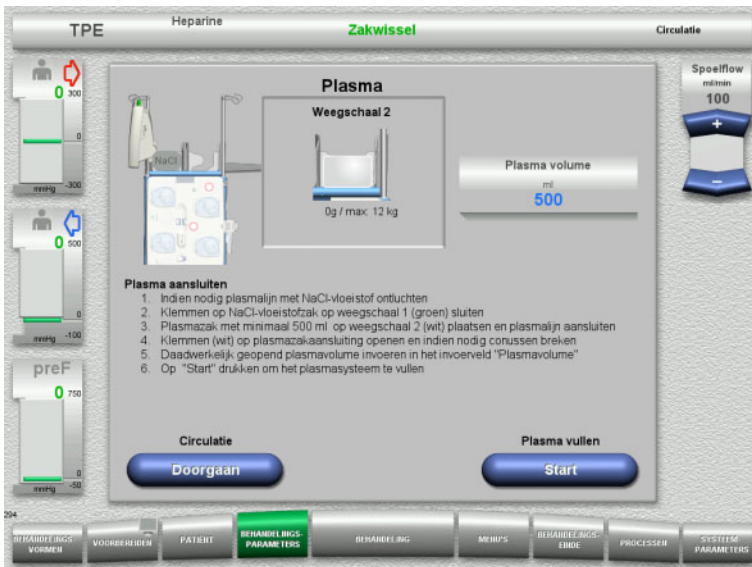 TPE
Heparine
Zakwissel
Circulatie
0
300
0
mmHg
-300
0
500
0
mmHg
-100
preF
0
750
0
mmHg
-50
Plasma
NaCl
Weegschaal 2
0g / max: 12 kg
Plasma volume
ml
500
Spoelflow
ml/min
100
+
−
Plasma aansluiten
1. Indien nodig plasmalijn met NaCl-vloeistof ontluchten
2. Klemmen op NaCl-vloeistofzak op weegschaal 1 (groen) sluiten
3. Plasmazak met minimaal 500 ml op weegschaal 2 (wit) plaatsen en plasmalijn aansluiten
4. Klemmen (wit) op plasmazakaansluiting openen en indien nodig conussen breken
5. Daadwerkelijk geopend plasmavolume invoeren in het invoerveld "Plasmavolume"
6. Op "Start" drukken om het plasmasysteem te vullen
Circulatie
Doorgaan
Plasma vullen
Start
294
BEHANDELINGS-
VORMEN
VOORBEREIDEN
PATIËNT
BEHANDELINGS-
PARAMETERS
BEHANDELING
MENU'S
BEHANDELINGS-
EINDE
PROCESSEN
SYSTEEM-
PARAMETERS